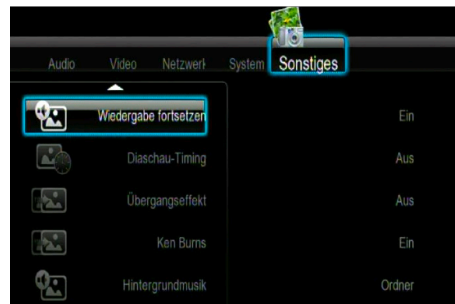 Audio Video Netzwerk System Sonstiges
Wiedergabe fortsetzen Ein
Diaschau-Timing Aus
Übergangseffekt Aus
Ken Burns Ein
Hintergrundmusik Ordner